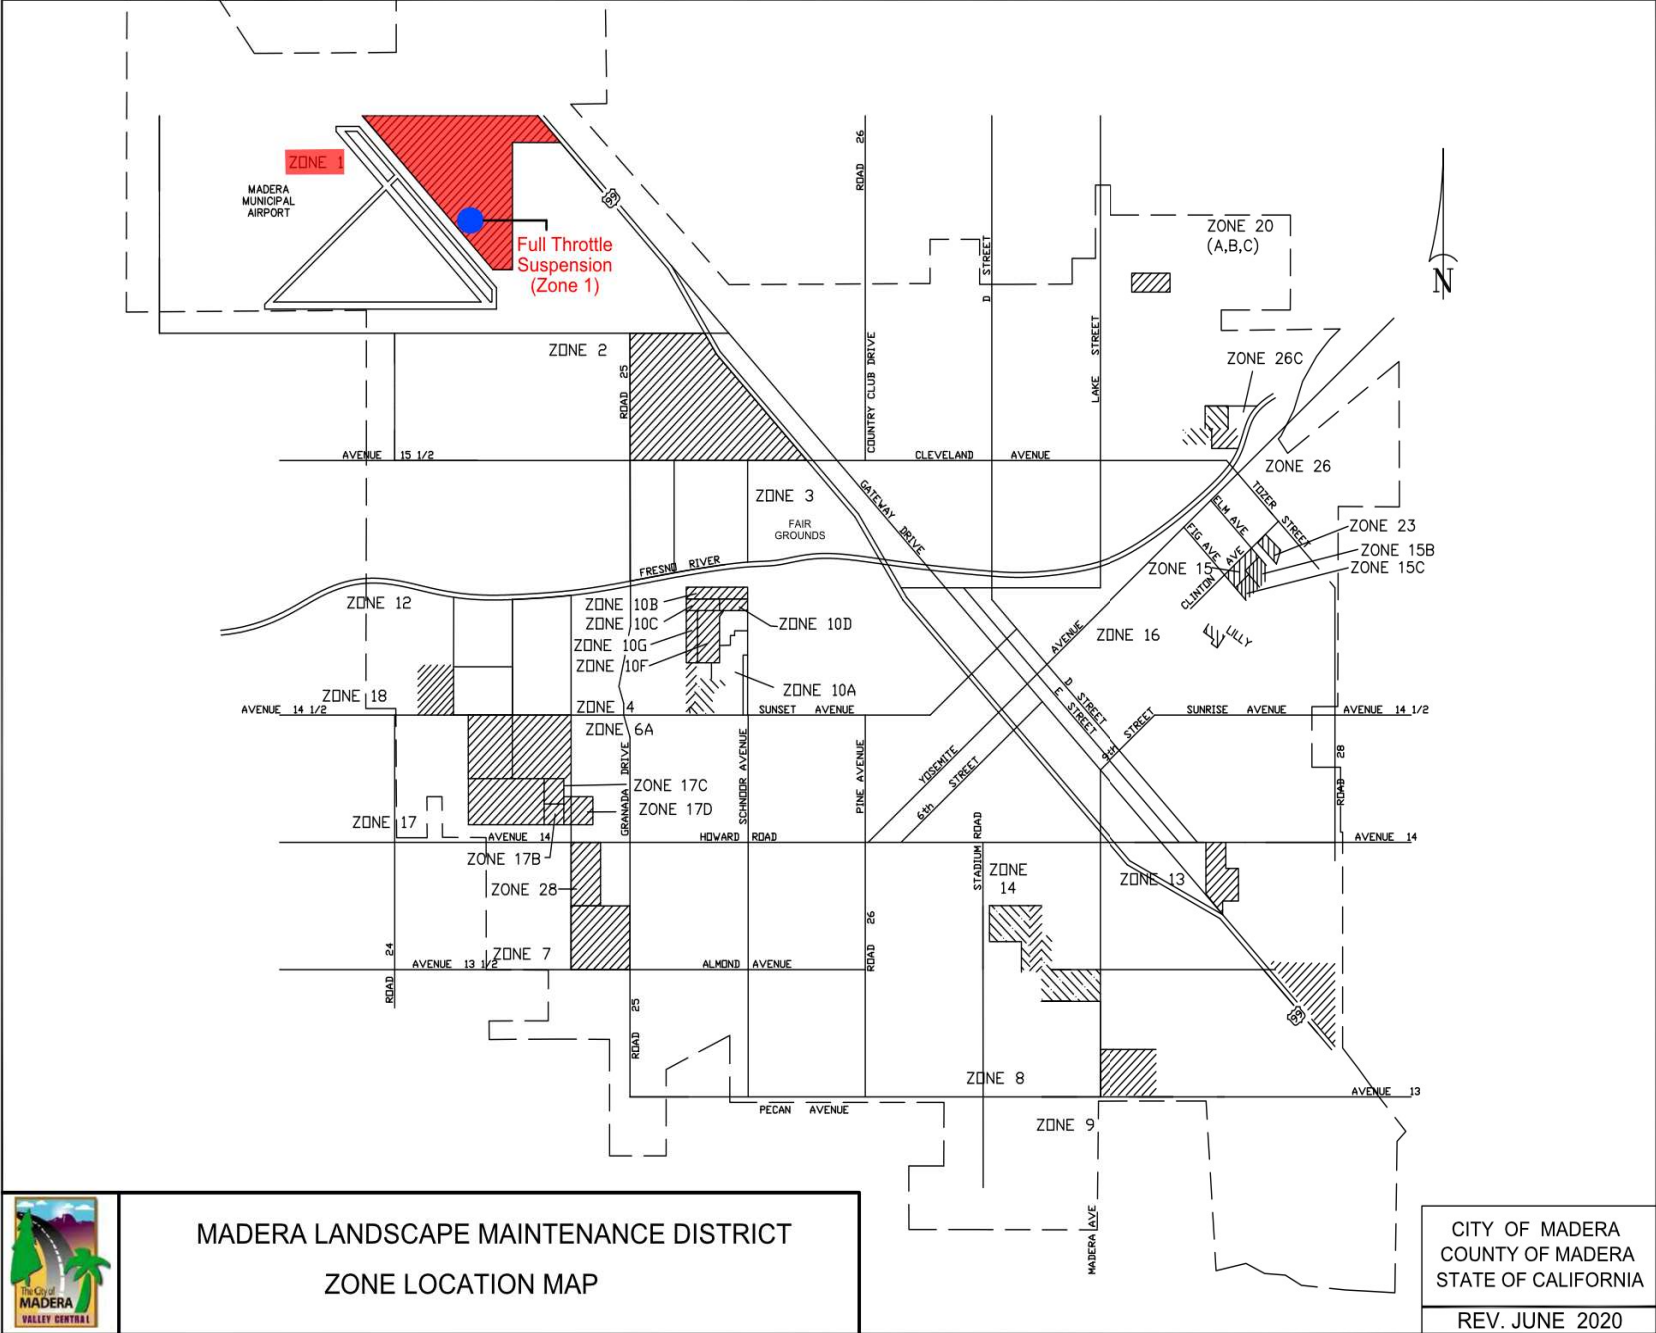 ZONE 1
MADERA
MUNICIPAL
AIRPORT
99
Full Throttle
Suspension
(Zone 1)
ROAD 26
D STREET
LAKE STREET
COUNTRY CLUB DRIVE
ZONE 20
(A,B,C)
N
ZONE 2
ROAD 25
ZONE 26C
AVENUE 15 1/2
CLEVELAND AVENUE
ZONE 26
ZONE 3
FAIR
GROUNDS
GATEWAY DRIVE
TOZER STREET
ELM AVE
FIG AVE
CLINTON AVE
ZONE 23
ZONE 15B
ZONE 15
ZONE 15C
FRESNO RIVER
ZONE 12
ZONE 10B
ZONE 10C
ZONE 10D
ZONE 10G
ZONE 10F
ZONE 10A
ZONE 16
LILLY
ZONE 18
AVENUE 14 1/2
ZONE 4
SUNSET AVENUE
SUNRISE AVENUE
AVENUE 14 1/2
ZONE 6A
YOSEMITE AVENUE
6th STREET
D STREET
E STREET
9th STREET
GRANADA DRIVE
SCHNOOR AVENUE
PINE AVENUE
ROAD 28
ZONE 17C
ZONE 17D
ZONE 17
AVENUE 14
HOWARD ROAD
AVENUE 14
ZONE 17B
ZONE 28
STADIUM ROAD
ZONE
14
ZONE 13
ZONE 7
AVENUE 13 1/2
ALMOND AVENUE
ROAD 24
ROAD 25
ROAD 26
99
ZONE 8
AVENUE 13
PECAN AVENUE
ZONE 9
MADERA AVE
The City of
MADERA
VALLEY CENTRAL
MADERA LANDSCAPE MAINTENANCE DISTRICT
ZONE LOCATION MAP
CITY OF MADERA
COUNTY OF MADERA
STATE OF CALIFORNIA
REV. JUNE 2020